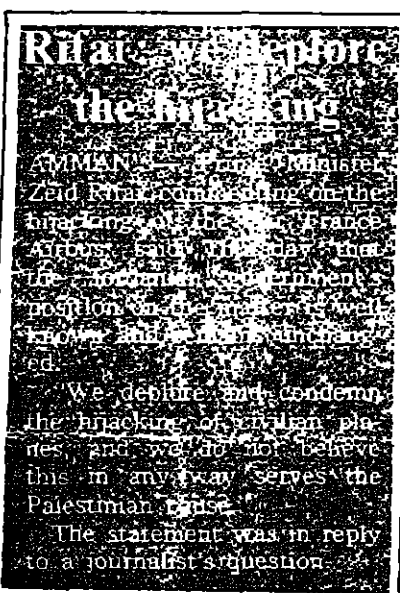 Rifai: we deplore
the hijacking
AMMAN — Prime Minister
Zeid Rifai commenting on the
hijacking of the France
Airbus, said that
the government's
position is well
known and
ed.
"We deplore and condemn
the hijacking of civilian pla-
nes, and we do not believe
this in any way serves the
Palestinian cause."
The statement was in reply
to a journalist's question.